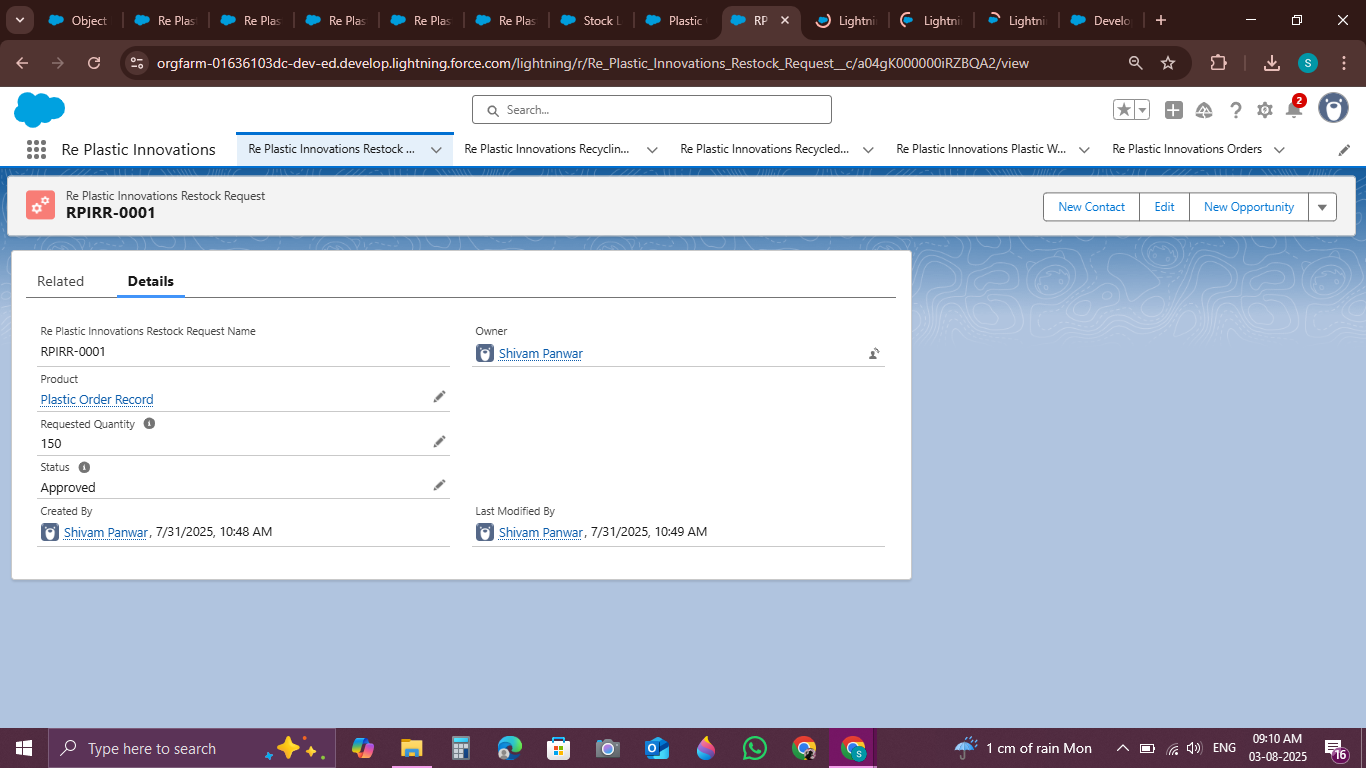 Object
Re Plast
Re Plas
Re Plas
Re Plas
Re Plas
Stock L
Plastic
RP
Lightnin
Lightnin
Lightnin
Develo
orgfarm-01636103dc-dev-ed.develop.lightning.force.com/lightning/r/Re_Plastic_Innovations_Restock_Request__c/a04gK000000iRZBQA2/view
S
Search...
2
Re Plastic Innovations
Re Plastic Innovations Restock ...
Re Plastic Innovations Recyclin...
Re Plastic Innovations Recycled...
Re Plastic Innovations Plastic W...
Re Plastic Innovations Orders
Re Plastic Innovations Restock Request
RPIRR-0001
New Contact
Edit
New Opportunity
Related
Details
Re Plastic Innovations Restock Request Name
RPIRR-0001
Owner
Shivam Panwar
Product
Plastic Order Record
Requested Quantity
150
Status
Approved
Created By
Shivam Panwar, 7/31/2025, 10:48 AM
Last Modified By
Shivam Panwar, 7/31/2025, 10:49 AM
Type here to search
S
1 cm of rain Mon
ENG
09:10 AM
03-08-2025
16